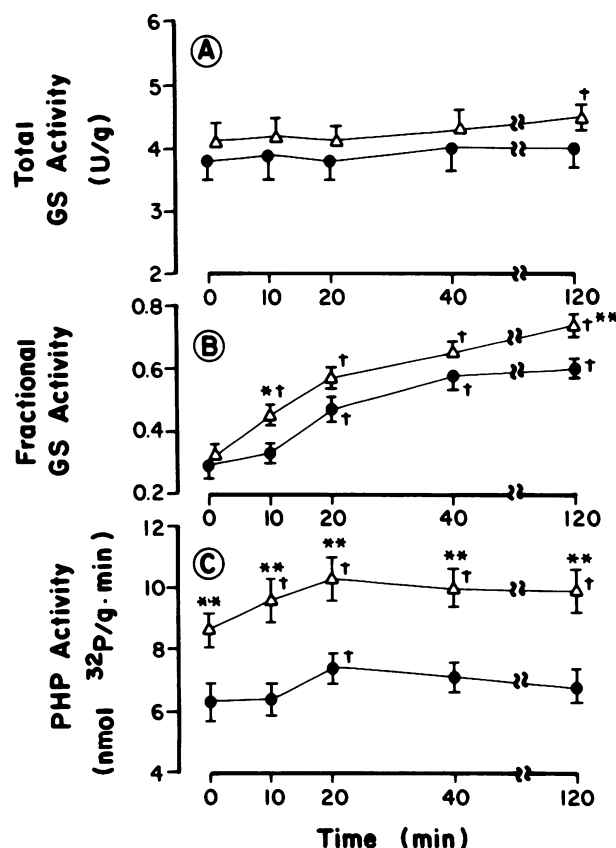 A
Total
GS Activity
(U/g)
6
5
4
3
2
†
0 10 20 40 120
B
Fractional
GS Activity
0.8
0.6
0.4
0.2
*† † † †**
† † †
0 10 20 40 120
C
PHP Activity
(nmol ³²P/g·min)
12
10
8
6
4
** ** ** ** **
† † † †
†
0 10 20 40 120
Time (min)